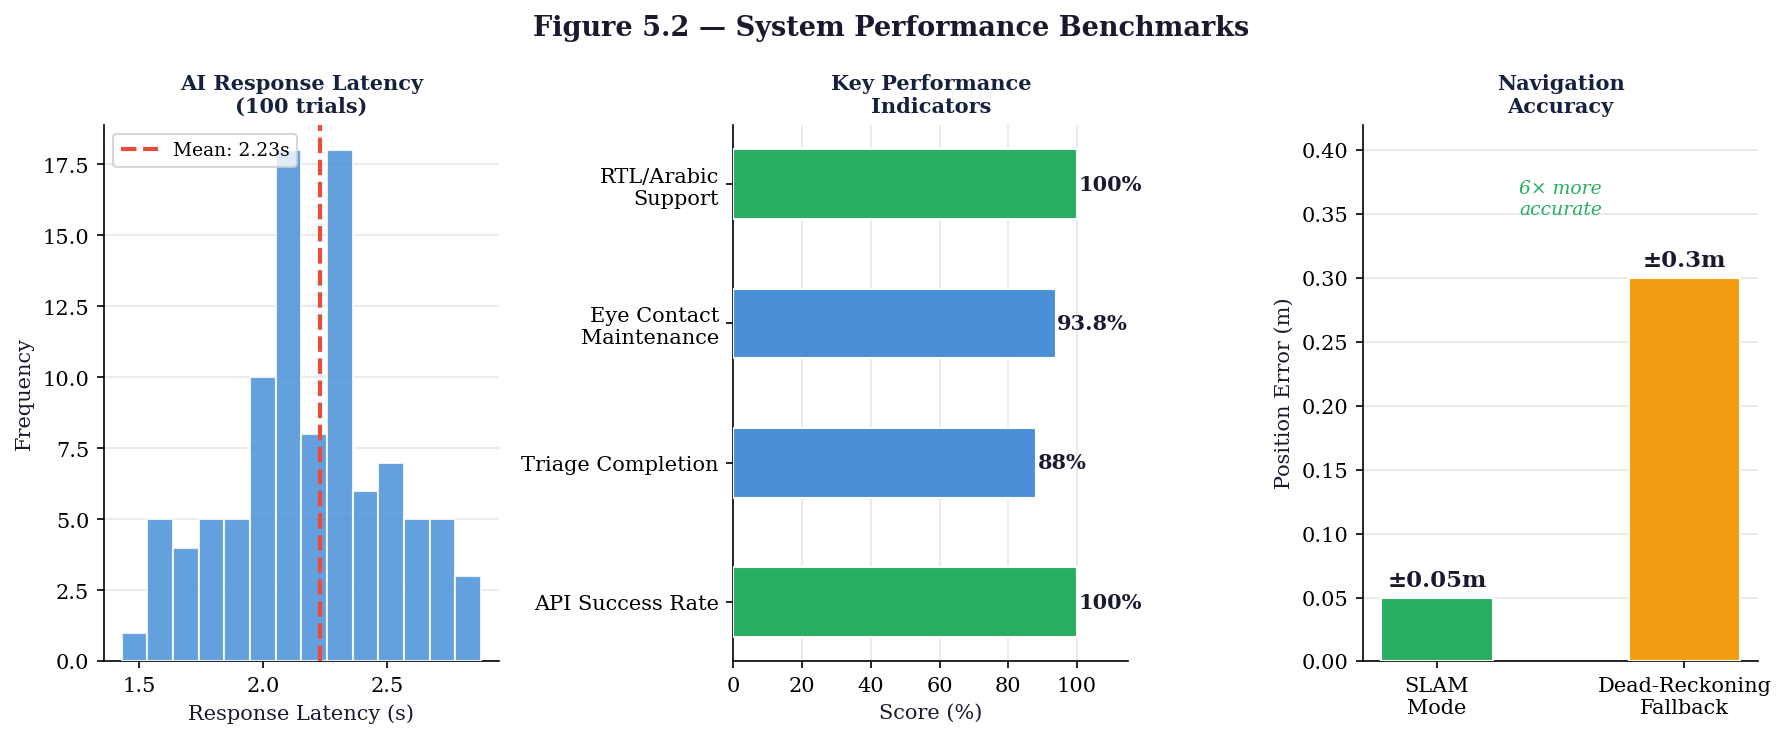 Figure 5.2 — System Performance Benchmarks
AI Response Latency
(100 trials)
Mean: 2.23s
Frequency
17.5
15.0
12.5
10.0
7.5
5.0
2.5
0.0
1.5
2.0
2.5
Response Latency (s)
Key Performance
Indicators
RTL/Arabic
Support
100%
Eye Contact
Maintenance
93.8%
Triage Completion
88%
API Success Rate
100%
0
20
40
60
80
100
Score (%)
Navigation
Accuracy
Position Error (m)
0.40
0.35
0.30
0.25
0.20
0.15
0.10
0.05
0.00
6× more
accurate
±0.3m
±0.05m
SLAM
Mode
Dead-Reckoning
Fallback